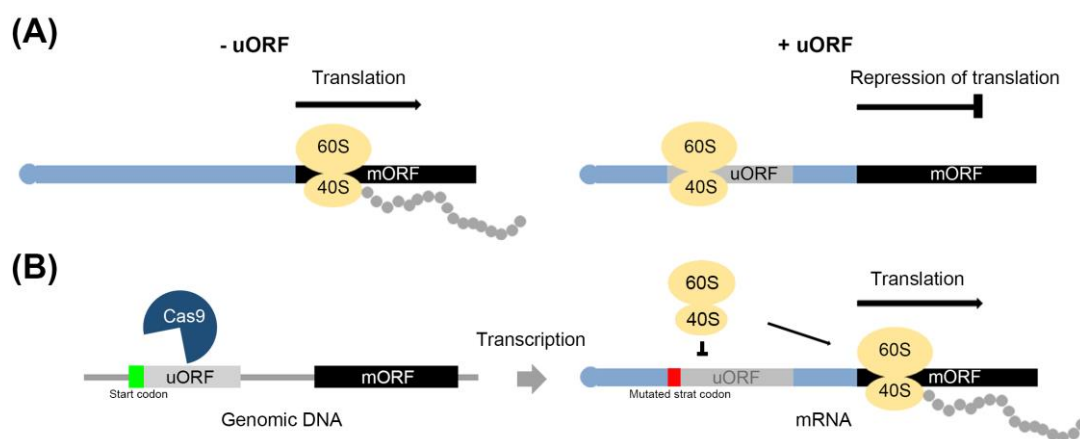 (A)
- uORF
+ uORF
Translation
Repression of translation
60S
40S
mORF
60S
40S
uORF
mORF
(B)
Cas9
uORF
mORF
Start codon
Genomic DNA
Transcription
60S
40S
Translation
60S
40S
uORF
mORF
Mutated strat codon
mRNA